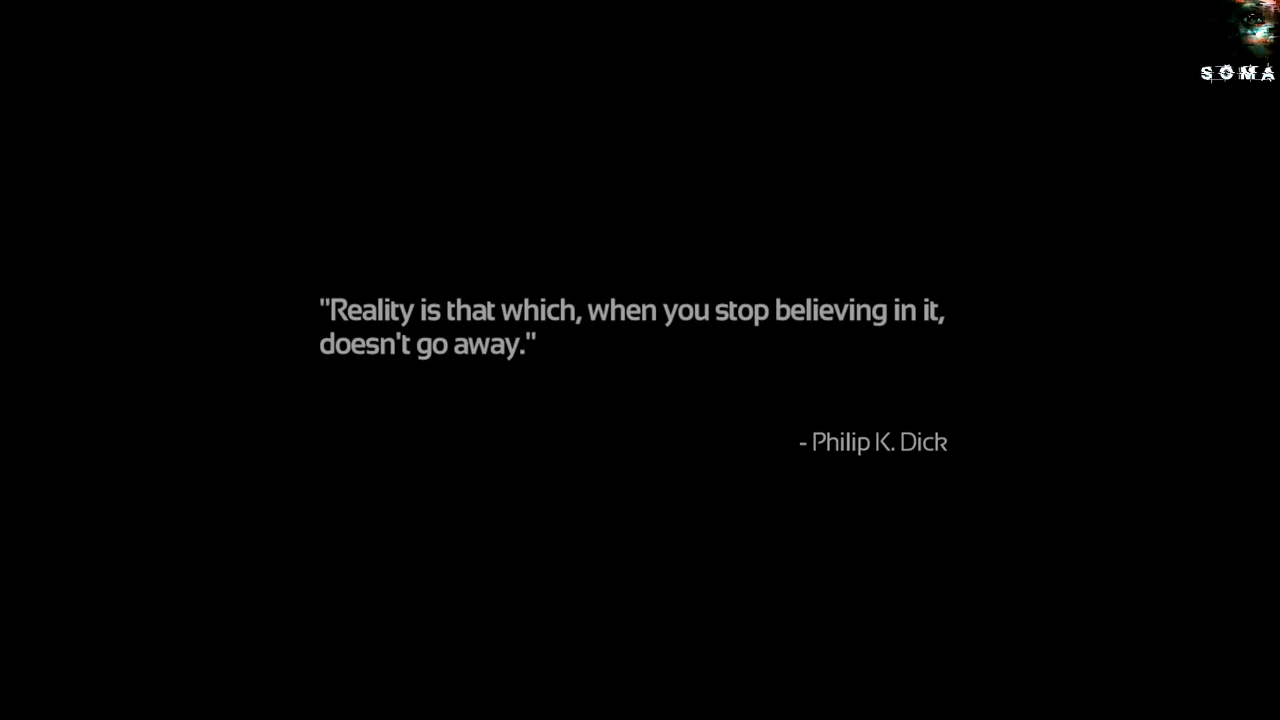 SOMA
"Reality is that which, when you stop believing in it,
doesn't go away."
- Philip K. Dick